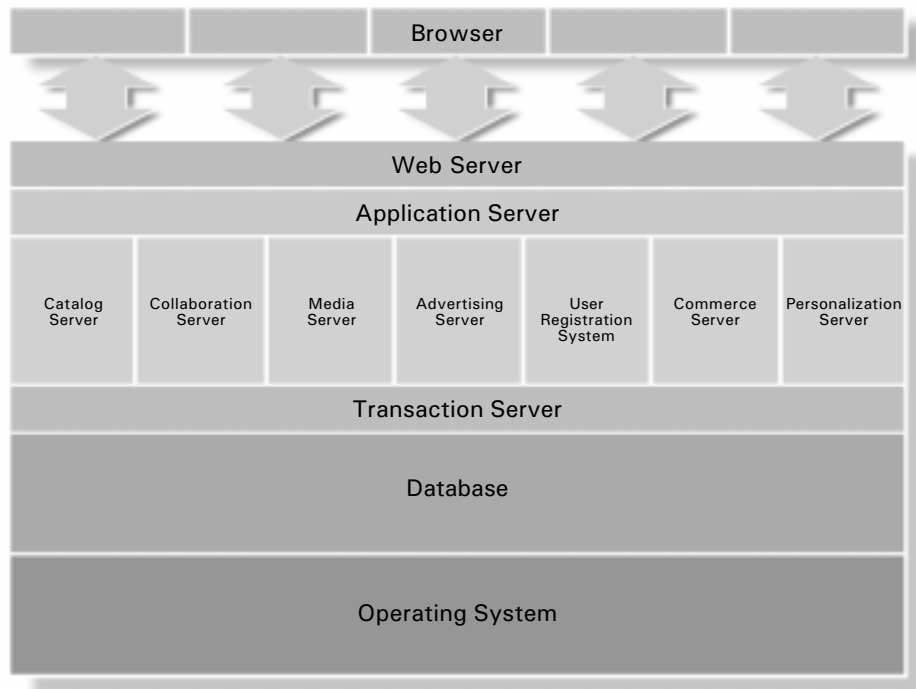 Browser
Web Server
Application Server
Catalog
Server
Collaboration
Server
Media
Server
Advertising
Server
User
Registration
System
Commerce
Server
Personalization
Server
Transaction Server
Database
Operating System